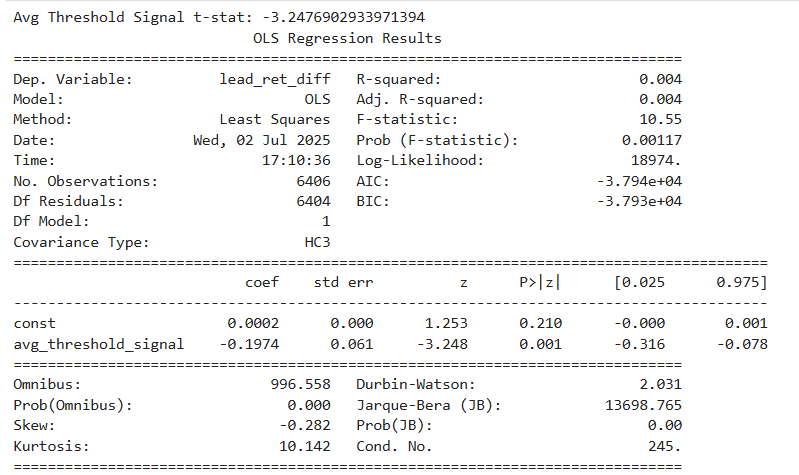 Avg Threshold Signal t-stat: -3.2476902933971394
OLS Regression Results
==============================================================================
Dep. Variable: lead_ret_diff R-squared: 0.004
Model: OLS Adj. R-squared: 0.004
Method: Least Squares F-statistic: 10.55
Date: Wed, 02 Jul 2025 Prob (F-statistic): 0.00117
Time: 17:10:36 Log-Likelihood: 18974.
No. Observations: 6406 AIC: -3.794e+04
Df Residuals: 6404 BIC: -3.793e+04
Df Model: 1
Covariance Type: HC3
========================================================================================
coef std err z P>|z| [0.025 0.975]
----------------------------------------------------------------------------------------
const 0.0002 0.000 1.253 0.210 -0.000 0.001
avg_threshold_signal -0.1974 0.061 -3.248 0.001 -0.316 -0.078
==============================================================================
Omnibus: 996.558 Durbin-Watson: 2.031
Prob(Omnibus): 0.000 Jarque-Bera (JB): 13698.765
Skew: -0.282 Prob(JB): 0.00
Kurtosis: 10.142 Cond. No. 245.
==============================================================================